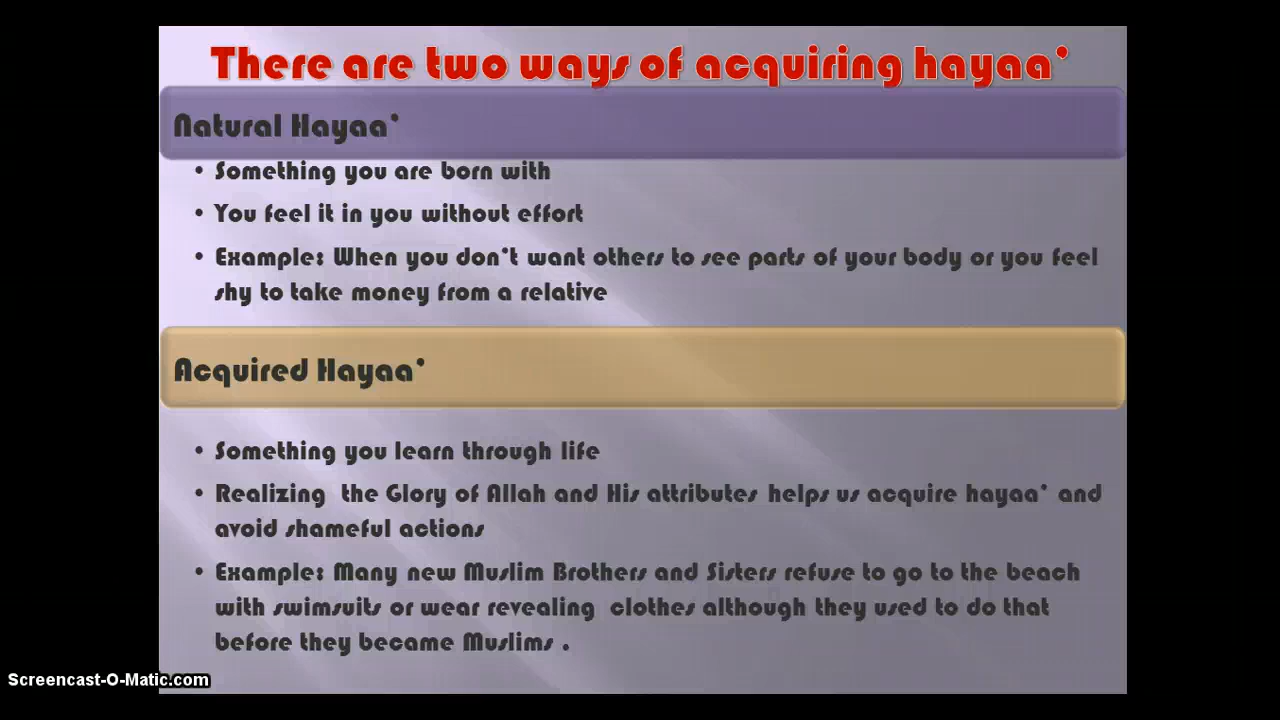 There are two ways of acquiring hayaa'
Natural Hayaa'
• Something you are born with
• You feel it in you without effort
• Example: When you don't want others to see parts of your body or you feel
shy to take money from a relative
Acquired Hayaa'
• Something you learn through life
• Realizing the Glory of Allah and His attributes helps us acquire hayaa' and
avoid shameful actions
• Example: Many new Muslim Brothers and Sisters refuse to go to the beach
with swimsuits or wear revealing clothes although they used to do that
before they became Muslims .
Screencast-O-Matic.com